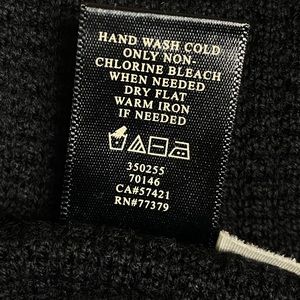 HAND WASH COLD
ONLY NON-
CHLORINE BLEACH
WHEN NEEDED
DRY FLAT
WARM IRON
IF NEEDED
350255
70146
CA#57421
RN#77379